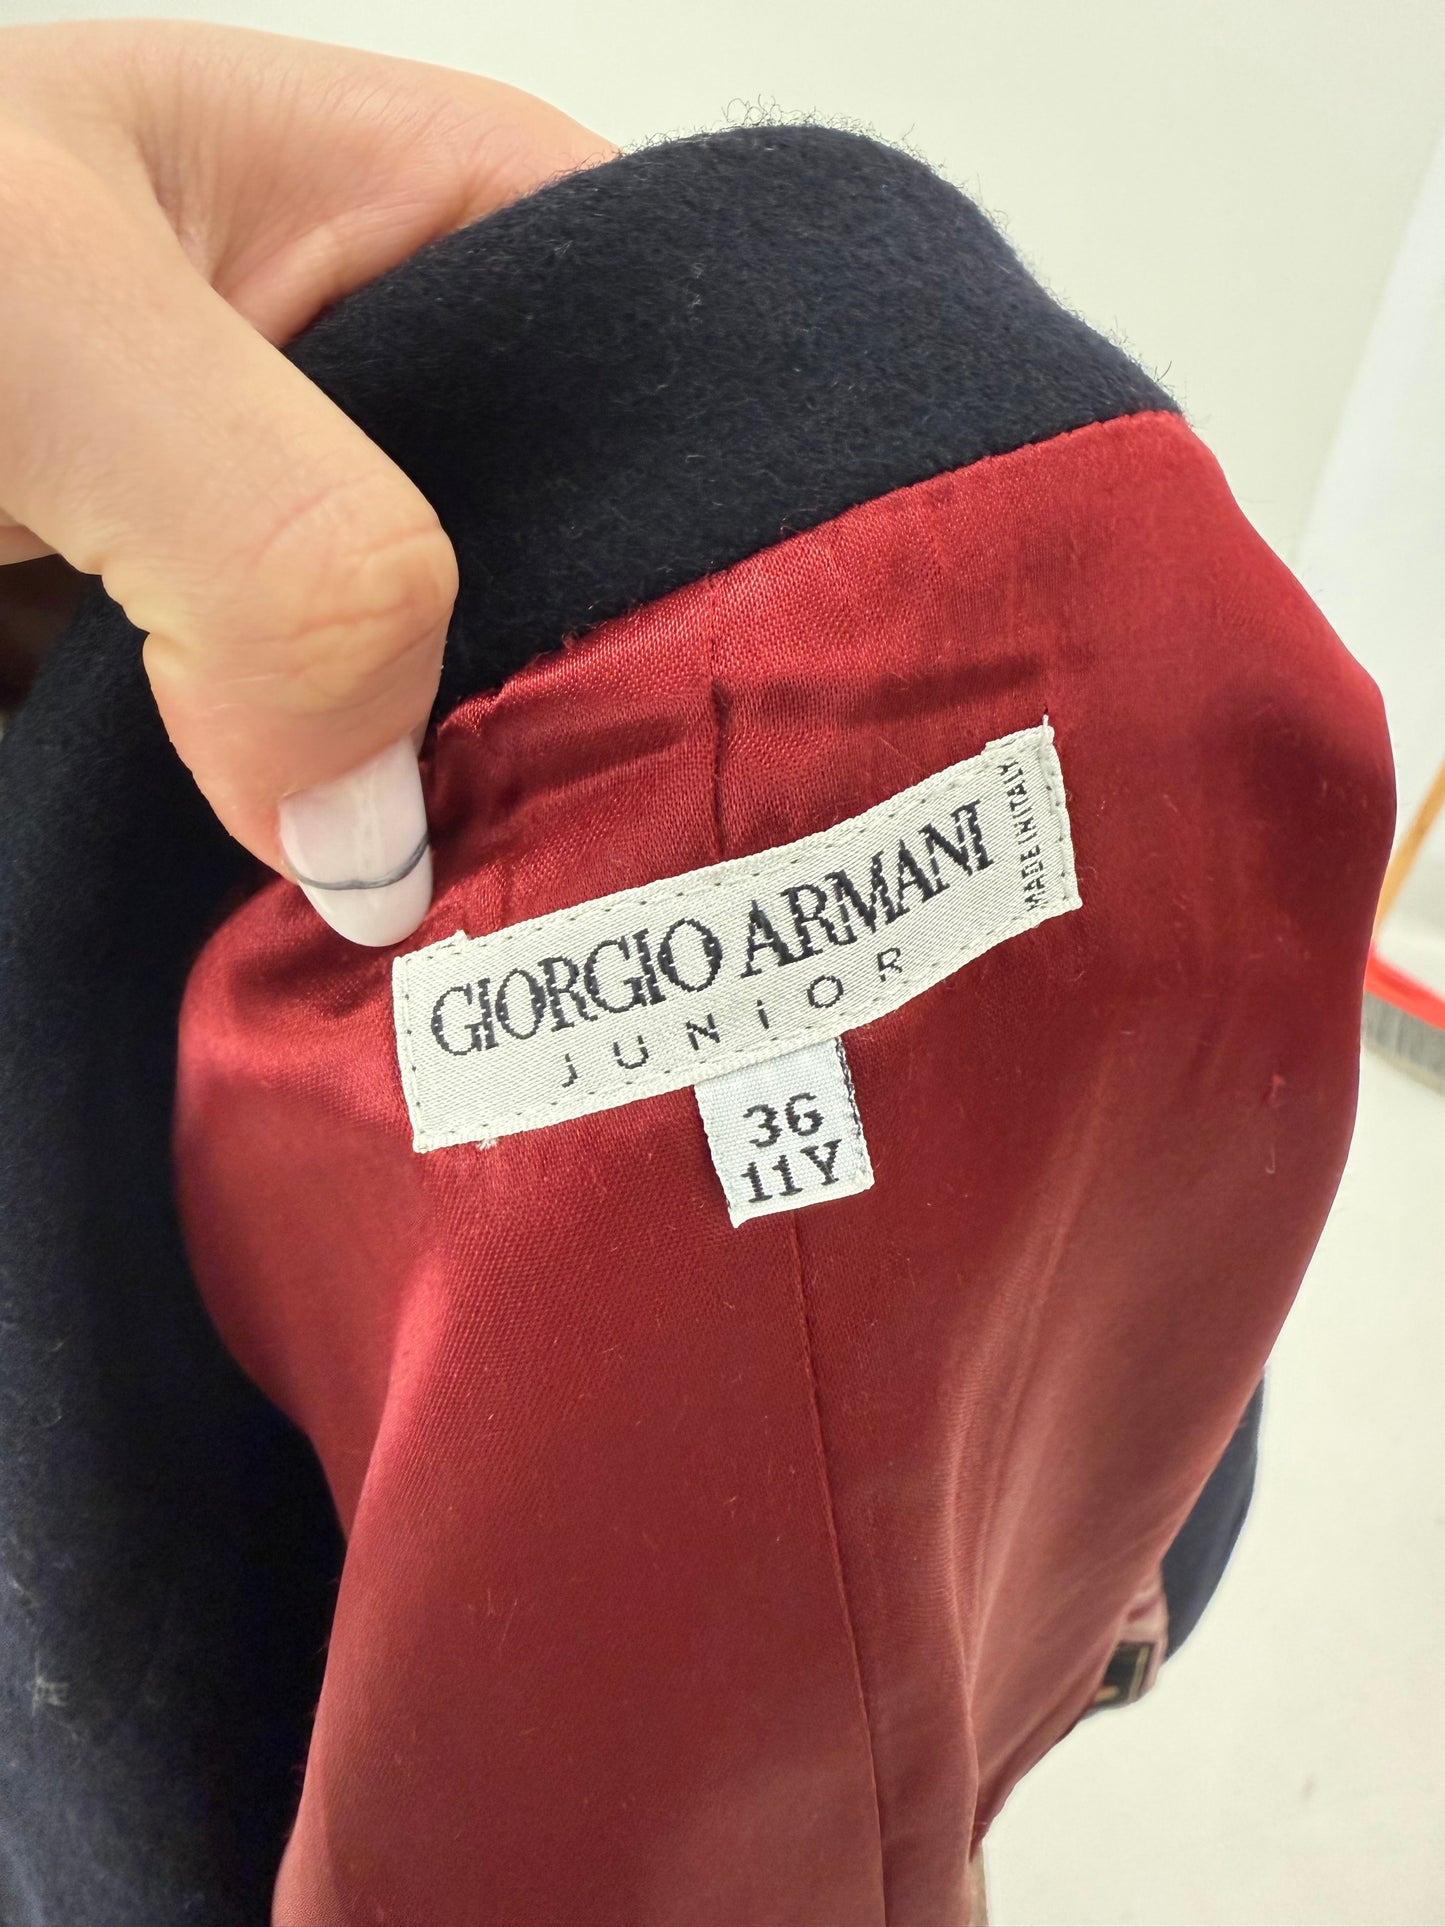 GIORGIO ARMANI
JUNiOR
MADE IN ITALY
36
11Y